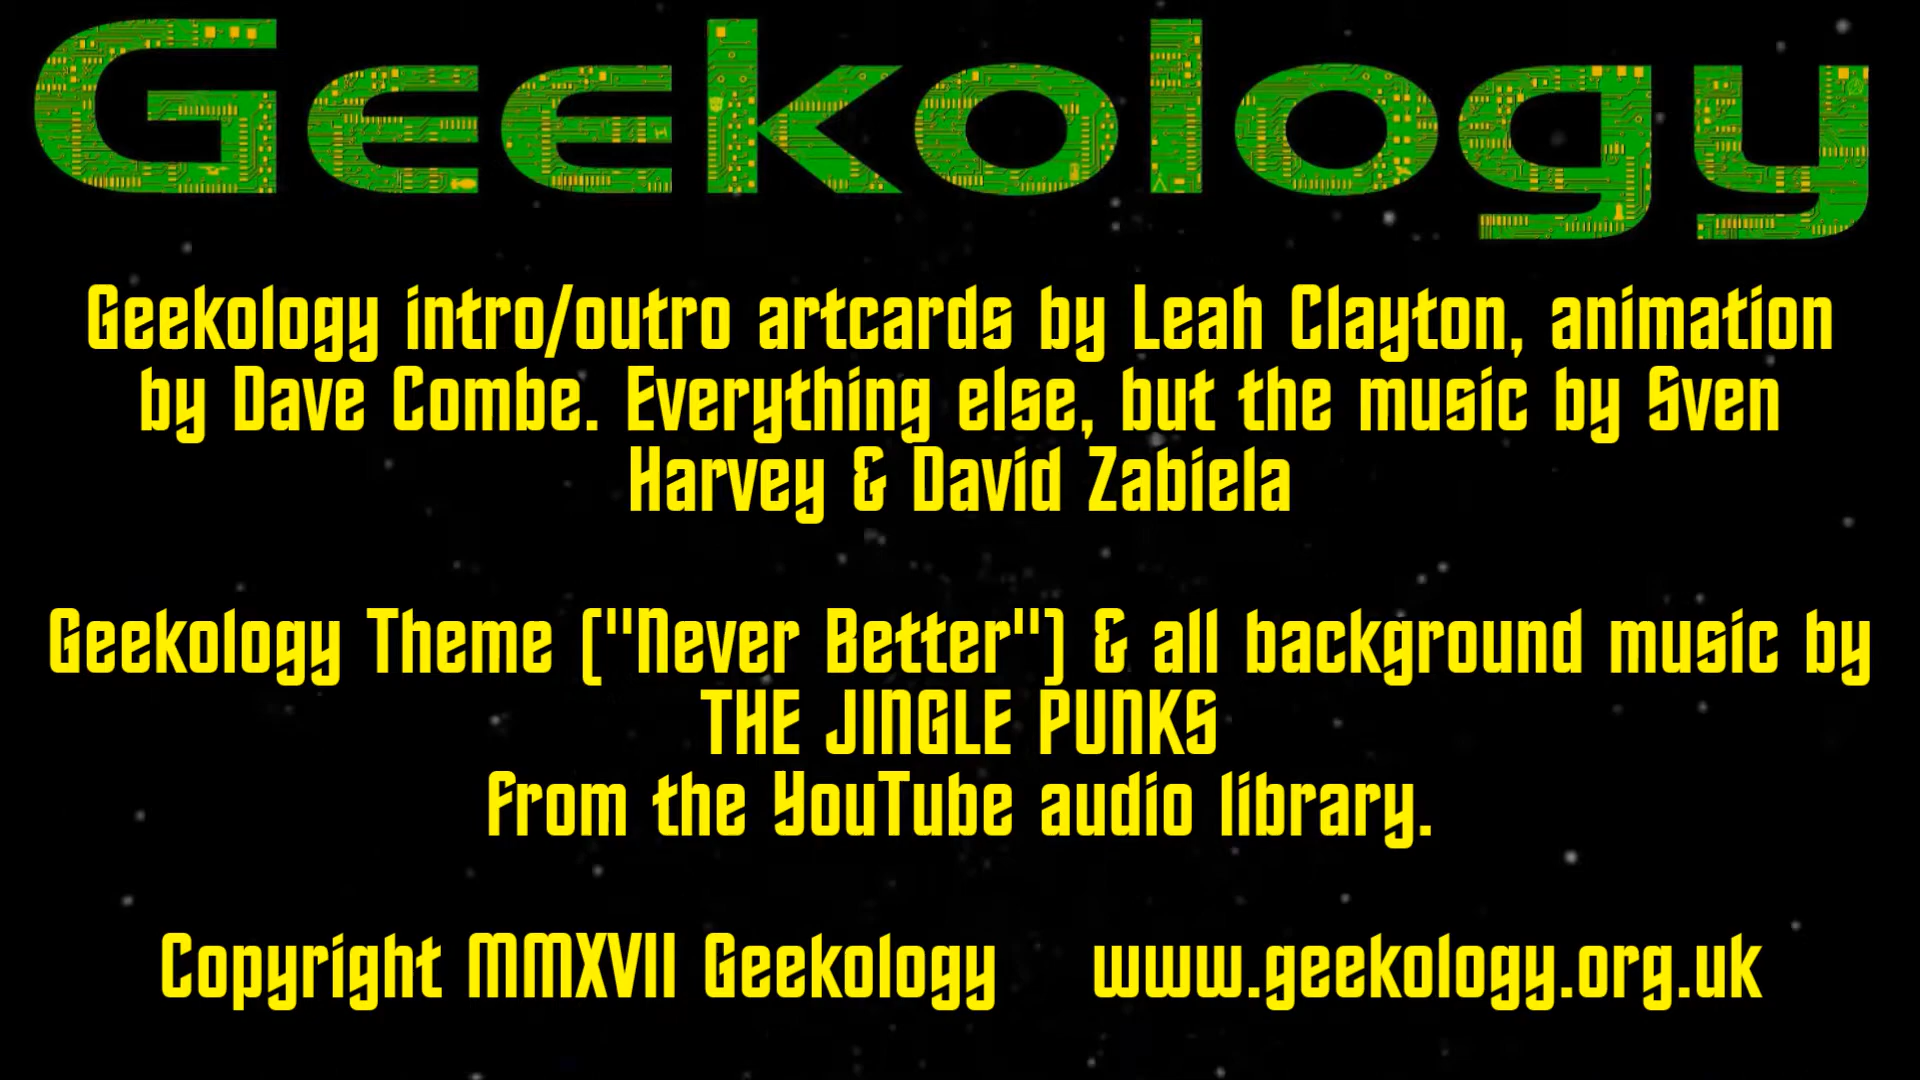 Geekology
Geekology intro/outro artcards by Leah Clayton, animation
by Dave Combe. Everything else, but the music by Sven
Harvey & David Zabiela
Geekology Theme ("Never Better") & all background music by
THE JINGLE PUNKS
from the YouTube audio library.
Copyright MMXVII Geekology www.geekology.org.uk